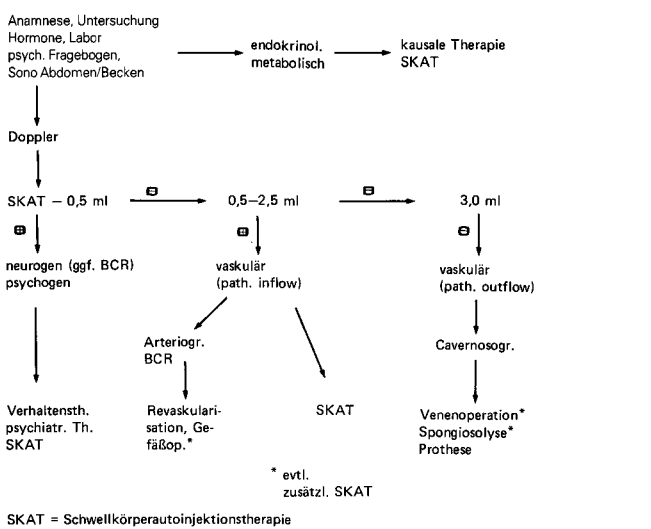 Anamnese, Untersuchung
Hormone, Labor
psych. Fragebogen,
Sono Abdomen/Becken
endokrinol.
metabolisch
kausale Therapie
SKAT
Doppler
SKAT – 0,5 ml
⊟
0,5–2,5 ml
⊟
3,0 ml
⊞
⊞
⊟
neurogen (ggf. BCR)
psychogen
vaskulär
(path. inflow)
vaskulär
(path. outflow)
Arteriogr.
BCR
Cavernosogr.
Verhaltensth.
psychiatr. Th.
SKAT
Revaskulari-
sation, Ge-
fäßop.*
SKAT
Venenoperation*
Spongiosolyse*
Prothese
* evtl.
zusätzl. SKAT
SKAT = Schwellkörperautoinjektionstherapie